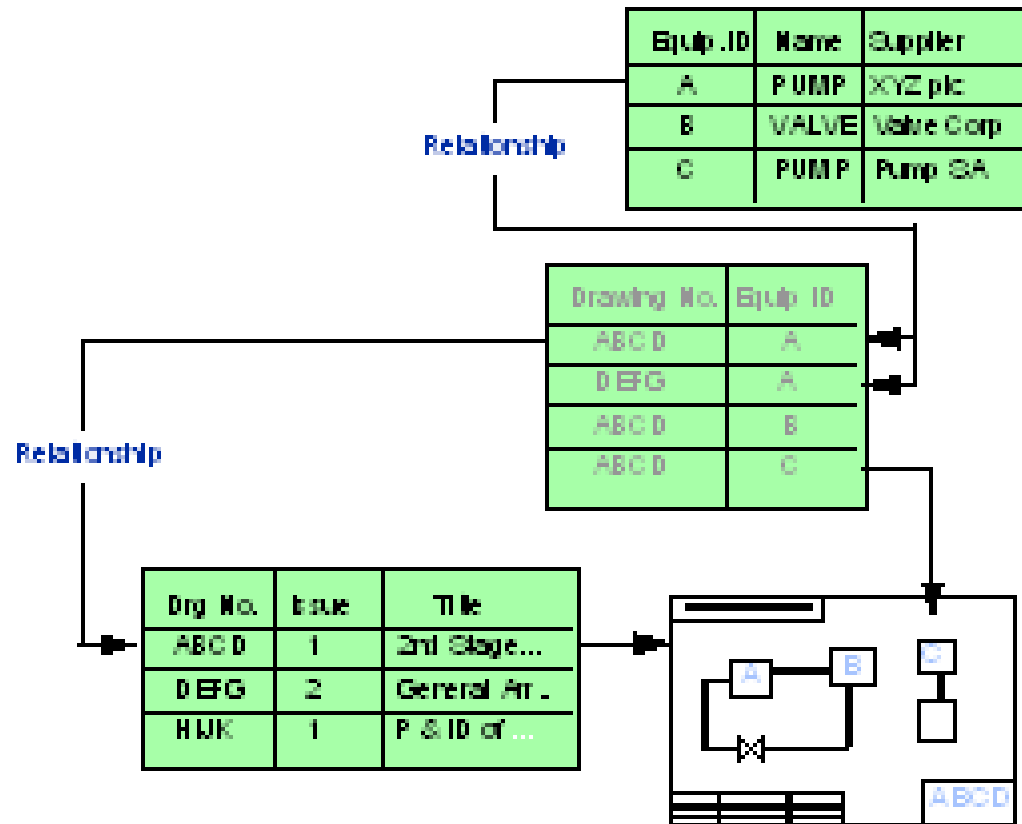 Equip.ID Name Supplier
A PUMP XYZ plc
B VALVE Valve Corp
C PUMP Pump SA
Relationship
Drawing No. Equip ID
ABCD A
DEFG A
ABCD B
ABCD C
Relationship
Drg No. Issue Title
ABCD 1 2nd Stage...
DEFG 2 General Arr..
HIJK 1 P & ID of ...
A B C
ABCD